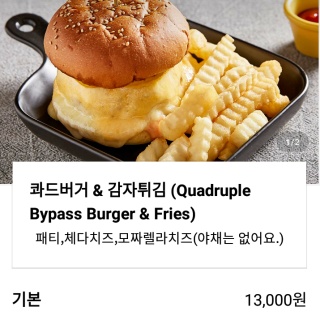 1/2
콰드버거 & 감자튀김 (Quadruple
Bypass Burger & Fries)
패티,체다치즈,모짜렐라치즈(야채는 없어요.)
기본 13,000원